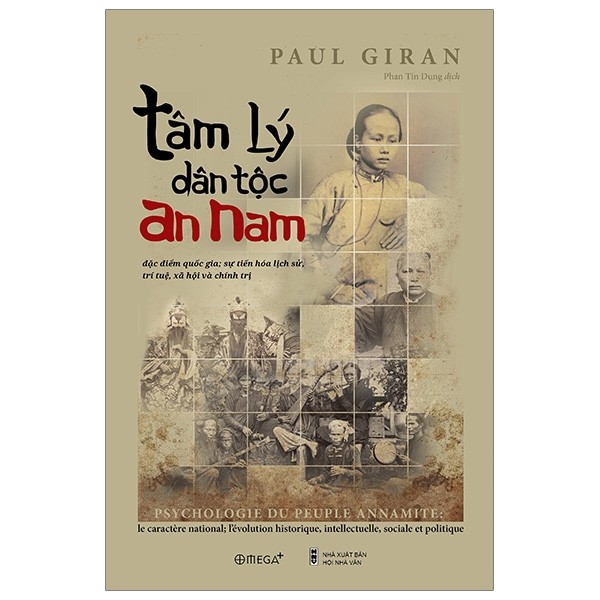 PAUL GIRAN
Phan Tín Dụng dịch
tâm lý
dân tộc
an nam
đặc điểm quốc gia; sự tiến hóa lịch sử,
trí tuệ, xã hội và chính trị
PSYCHOLOGIE DU PEUPLE ANNAMITE:
le caractère national; l'évolution historique, intellectuelle, sociale et politique
OMEGA+
NHÀ XUẤT BẢN
HỘI NHÀ VĂN